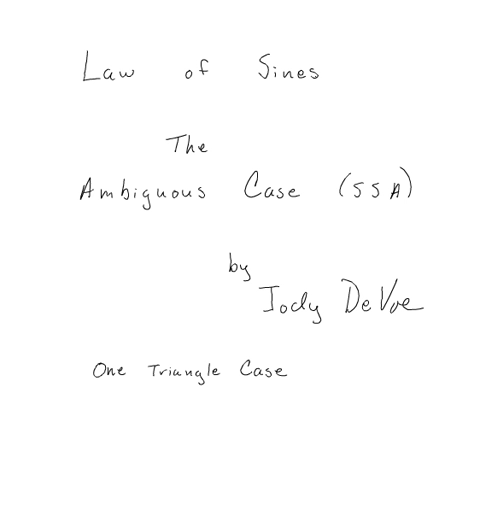 Law of Sines
The
Ambiguous Case (SSA)
by
Jody DeVoe
One Triangle Case